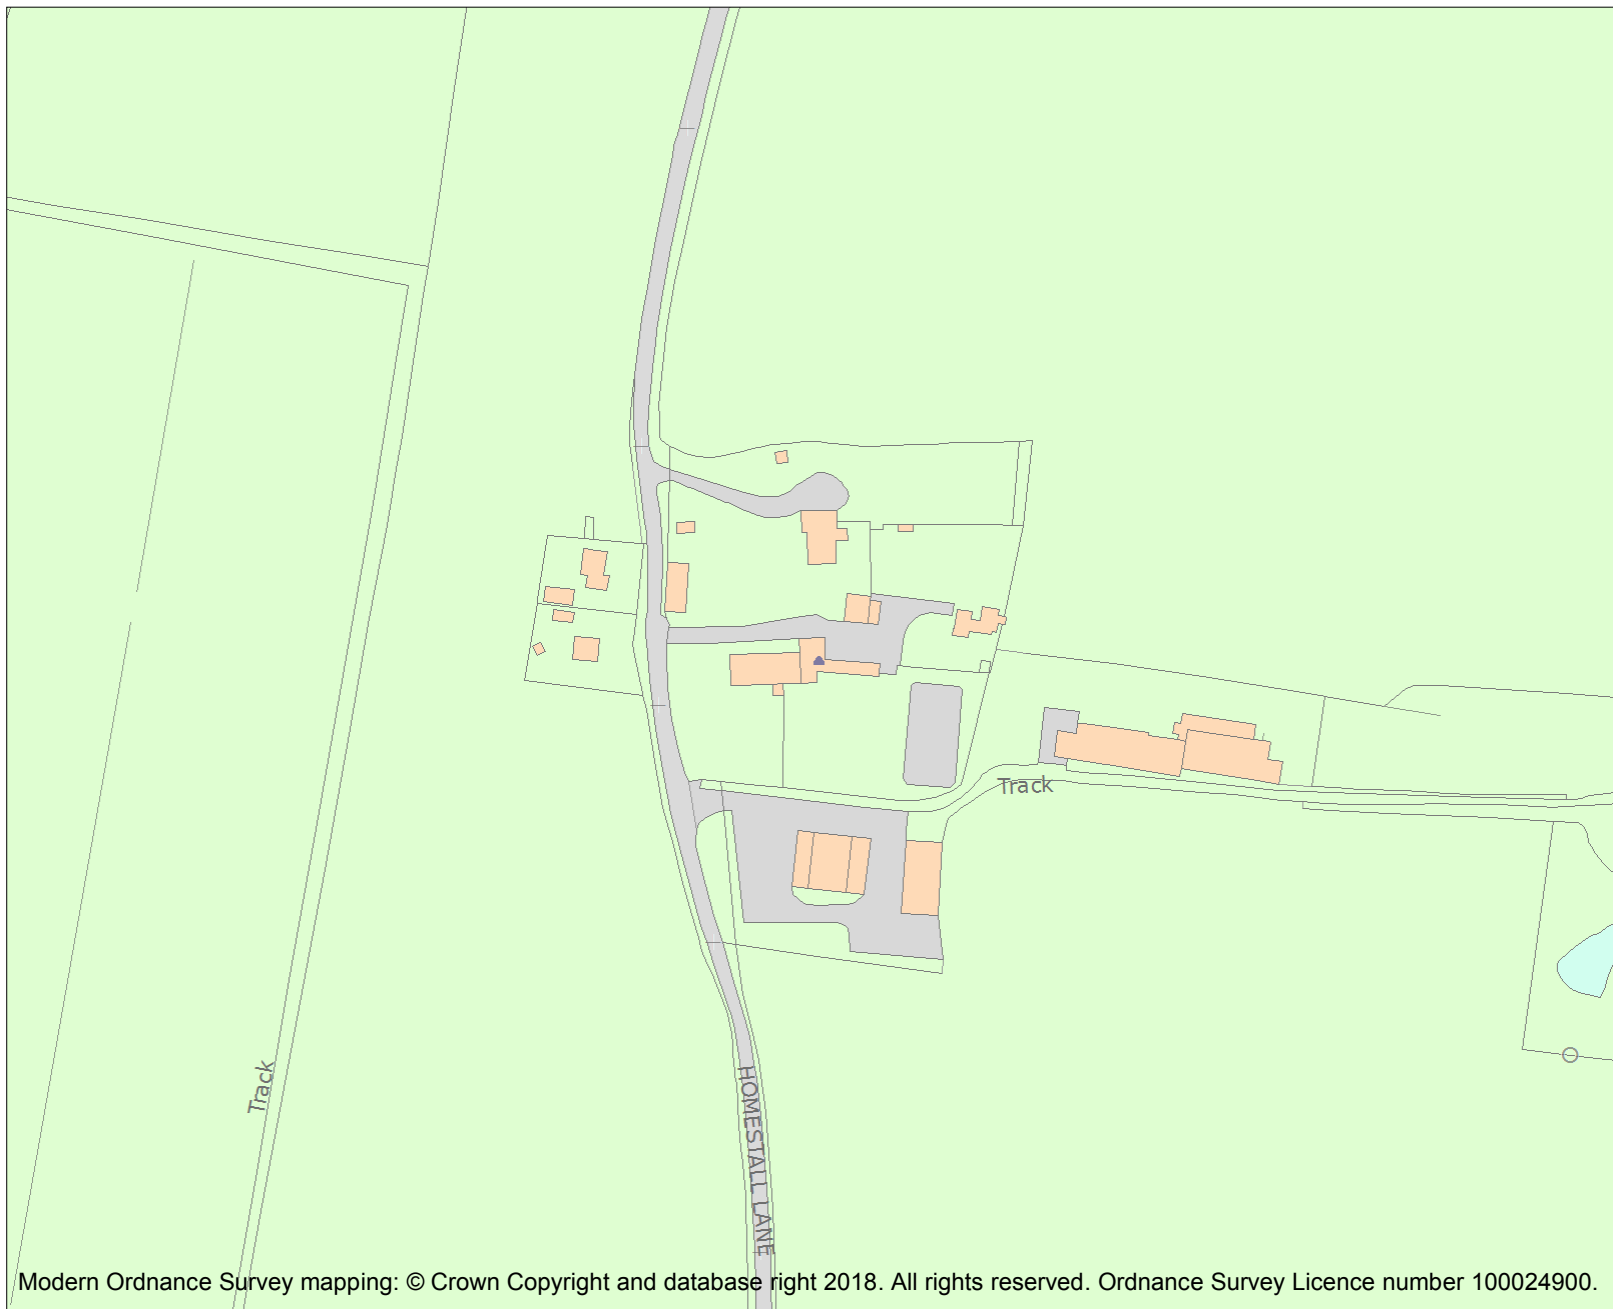 Track
Track
HOMESTALL LANE
Modern Ordnance Survey mapping: © Crown Copyright and database right 2018. All rights reserved. Ordnance Survey Licence number 100024900.